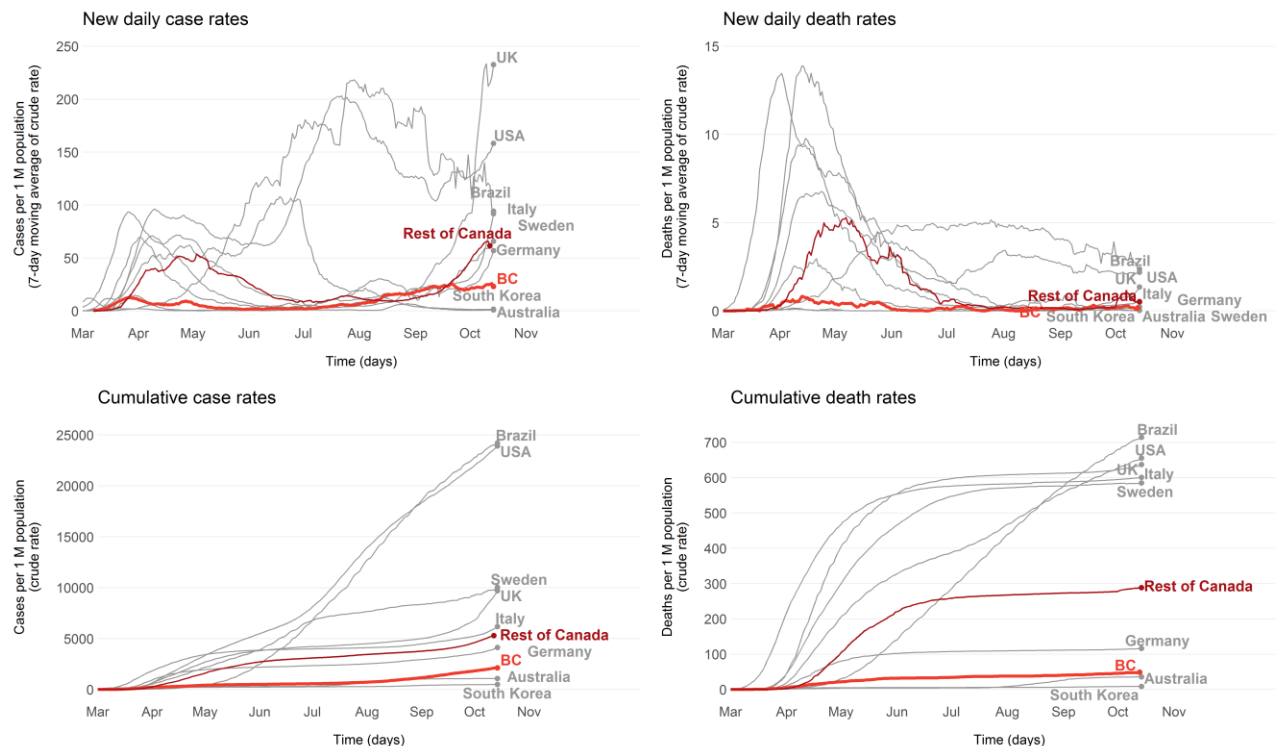 New daily case rates
Cases per 1 M population
(7-day moving average of crude rate)
250
200
150
100
50
0
UK
USA
Brazil
Italy
Sweden
Rest of Canada
Germany
BC
South Korea
Australia
Mar Apr May Jun Jul Aug Sep Oct Nov
Time (days)
New daily death rates
Deaths per 1 M population
(7-day moving average of crude rate)
15
10
5
0
Brazil
UK USA
Rest of Canada Italy
Germany
BC South Korea Australia Sweden
Mar Apr May Jun Jul Aug Sep Oct Nov
Time (days)
Cumulative case rates
Cases per 1 M population
(crude rate)
25000
20000
15000
10000
5000
0
Brazil
USA
Sweden
UK
Italy
Rest of Canada
Germany
BC
Australia
South Korea
Mar Apr May Jun Jul Aug Sep Oct Nov
Time (days)
Cumulative death rates
Deaths per 1 M population
(crude rate)
700
600
500
400
300
200
100
0
Brazil
USA
UK Italy
Sweden
Rest of Canada
Germany
BC
Australia
South Korea
Mar Apr May Jun Jul Aug Sep Oct Nov
Time (days)